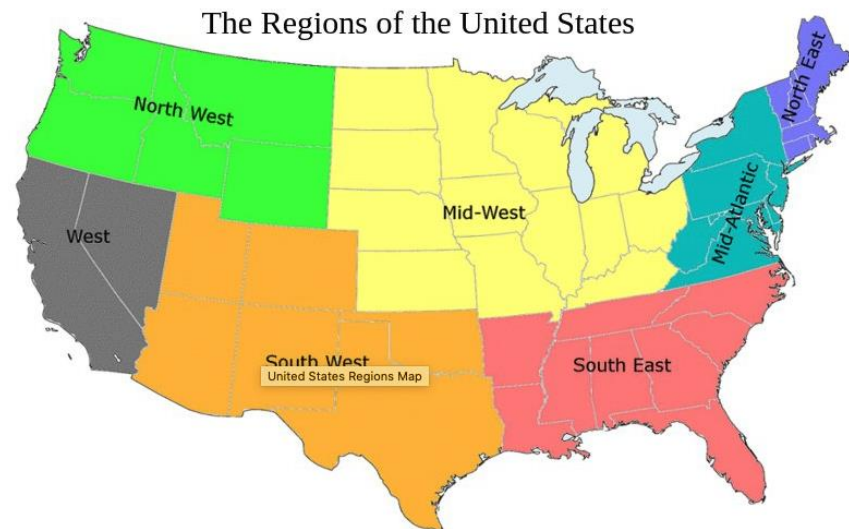 The Regions of the United States
North East
North West
Mid-Atlantic
Mid-West
West
South West
South East
United States Regions Map